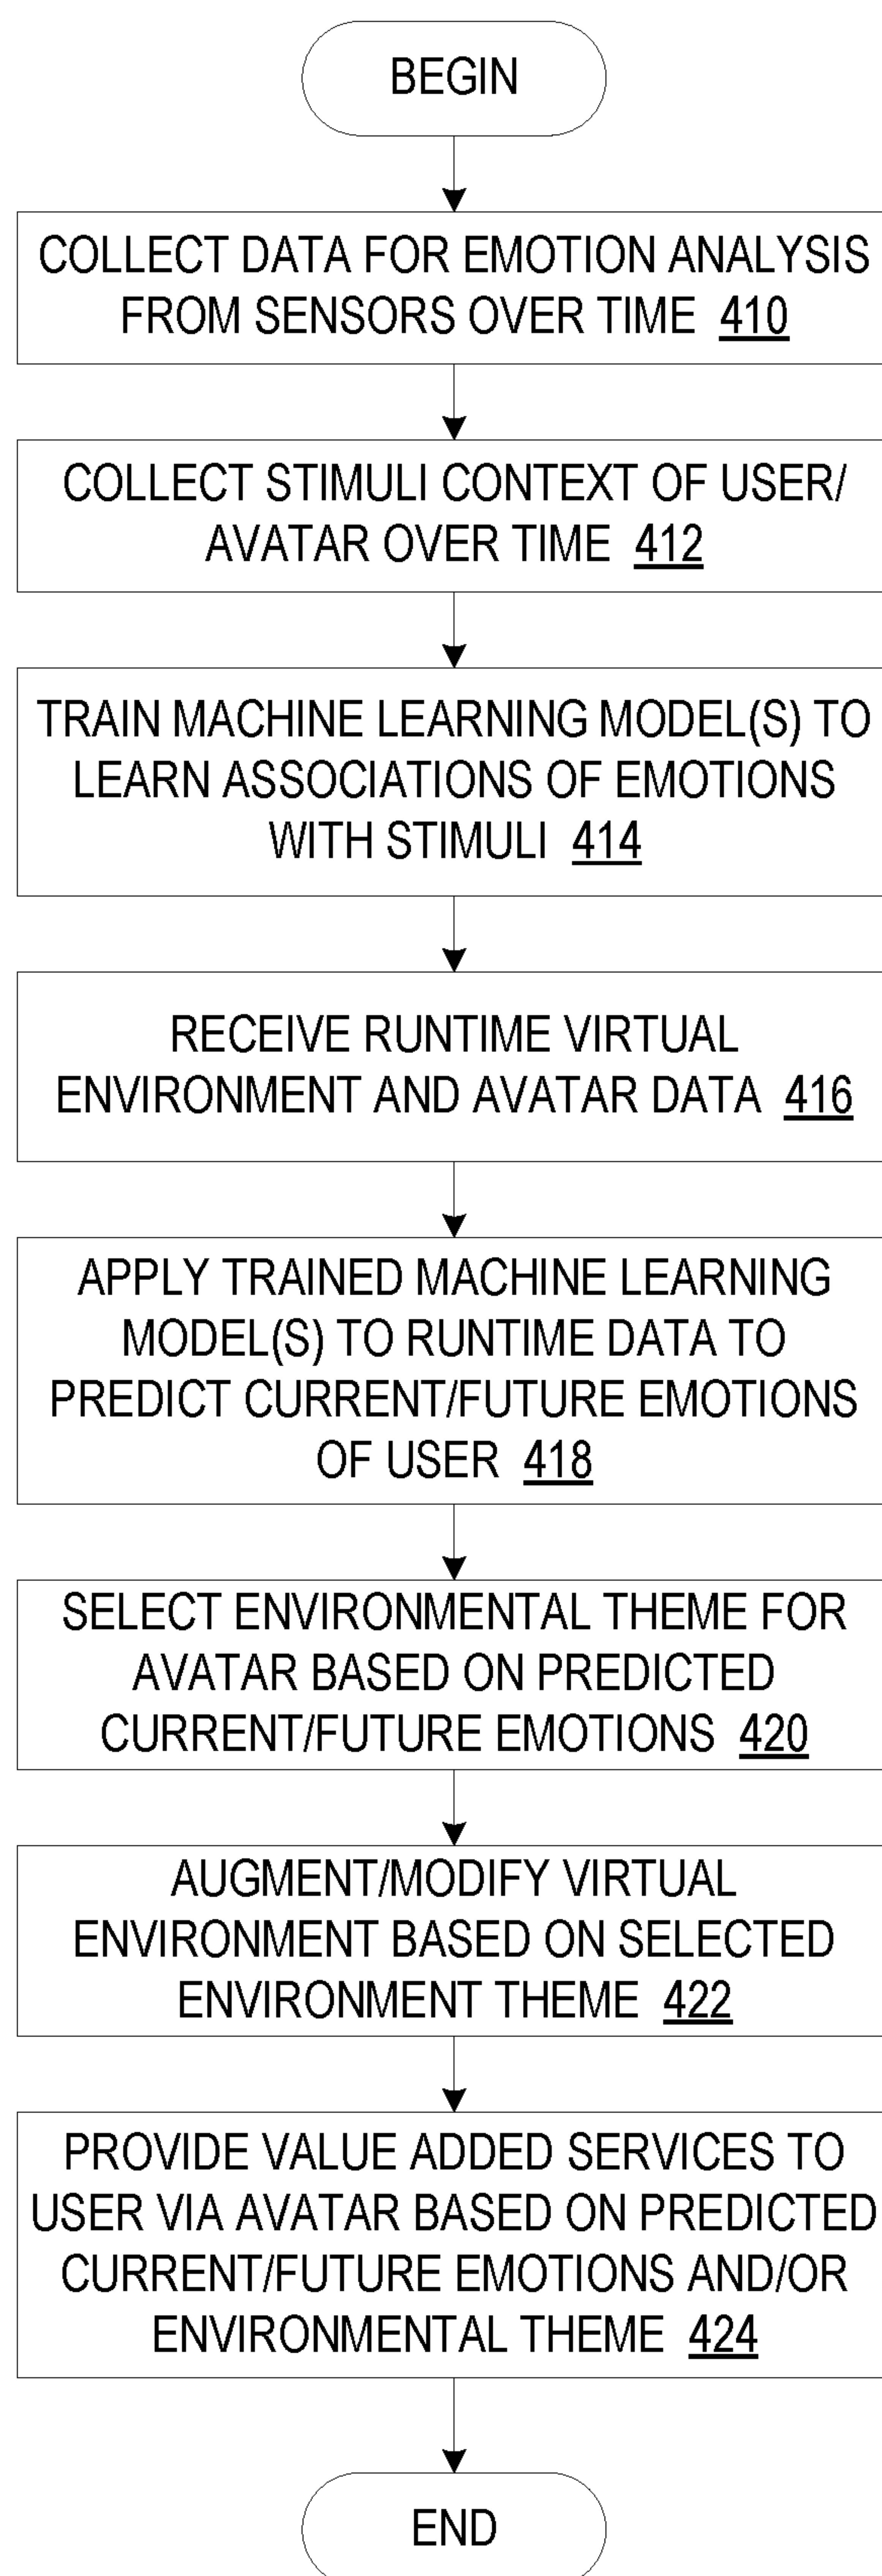 BEGIN
COLLECT DATA FOR EMOTION ANALYSIS
FROM SENSORS OVER TIME 410
COLLECT STIMULI CONTEXT OF USER/
AVATAR OVER TIME 412
TRAIN MACHINE LEARNING MODEL(S) TO
LEARN ASSOCIATIONS OF EMOTIONS
WITH STIMULI 414
RECEIVE RUNTIME VIRTUAL
ENVIRONMENT AND AVATAR DATA 416
APPLY TRAINED MACHINE LEARNING
MODEL(S) TO RUNTIME DATA TO
PREDICT CURRENT/FUTURE EMOTIONS
OF USER 418
SELECT ENVIRONMENTAL THEME FOR
AVATAR BASED ON PREDICTED
CURRENT/FUTURE EMOTIONS 420
AUGMENT/MODIFY VIRTUAL
ENVIRONMENT BASED ON SELECTED
ENVIRONMENT THEME 422
PROVIDE VALUE ADDED SERVICES TO
USER VIA AVATAR BASED ON PREDICTED
CURRENT/FUTURE EMOTIONS AND/OR
ENVIRONMENTAL THEME 424
END